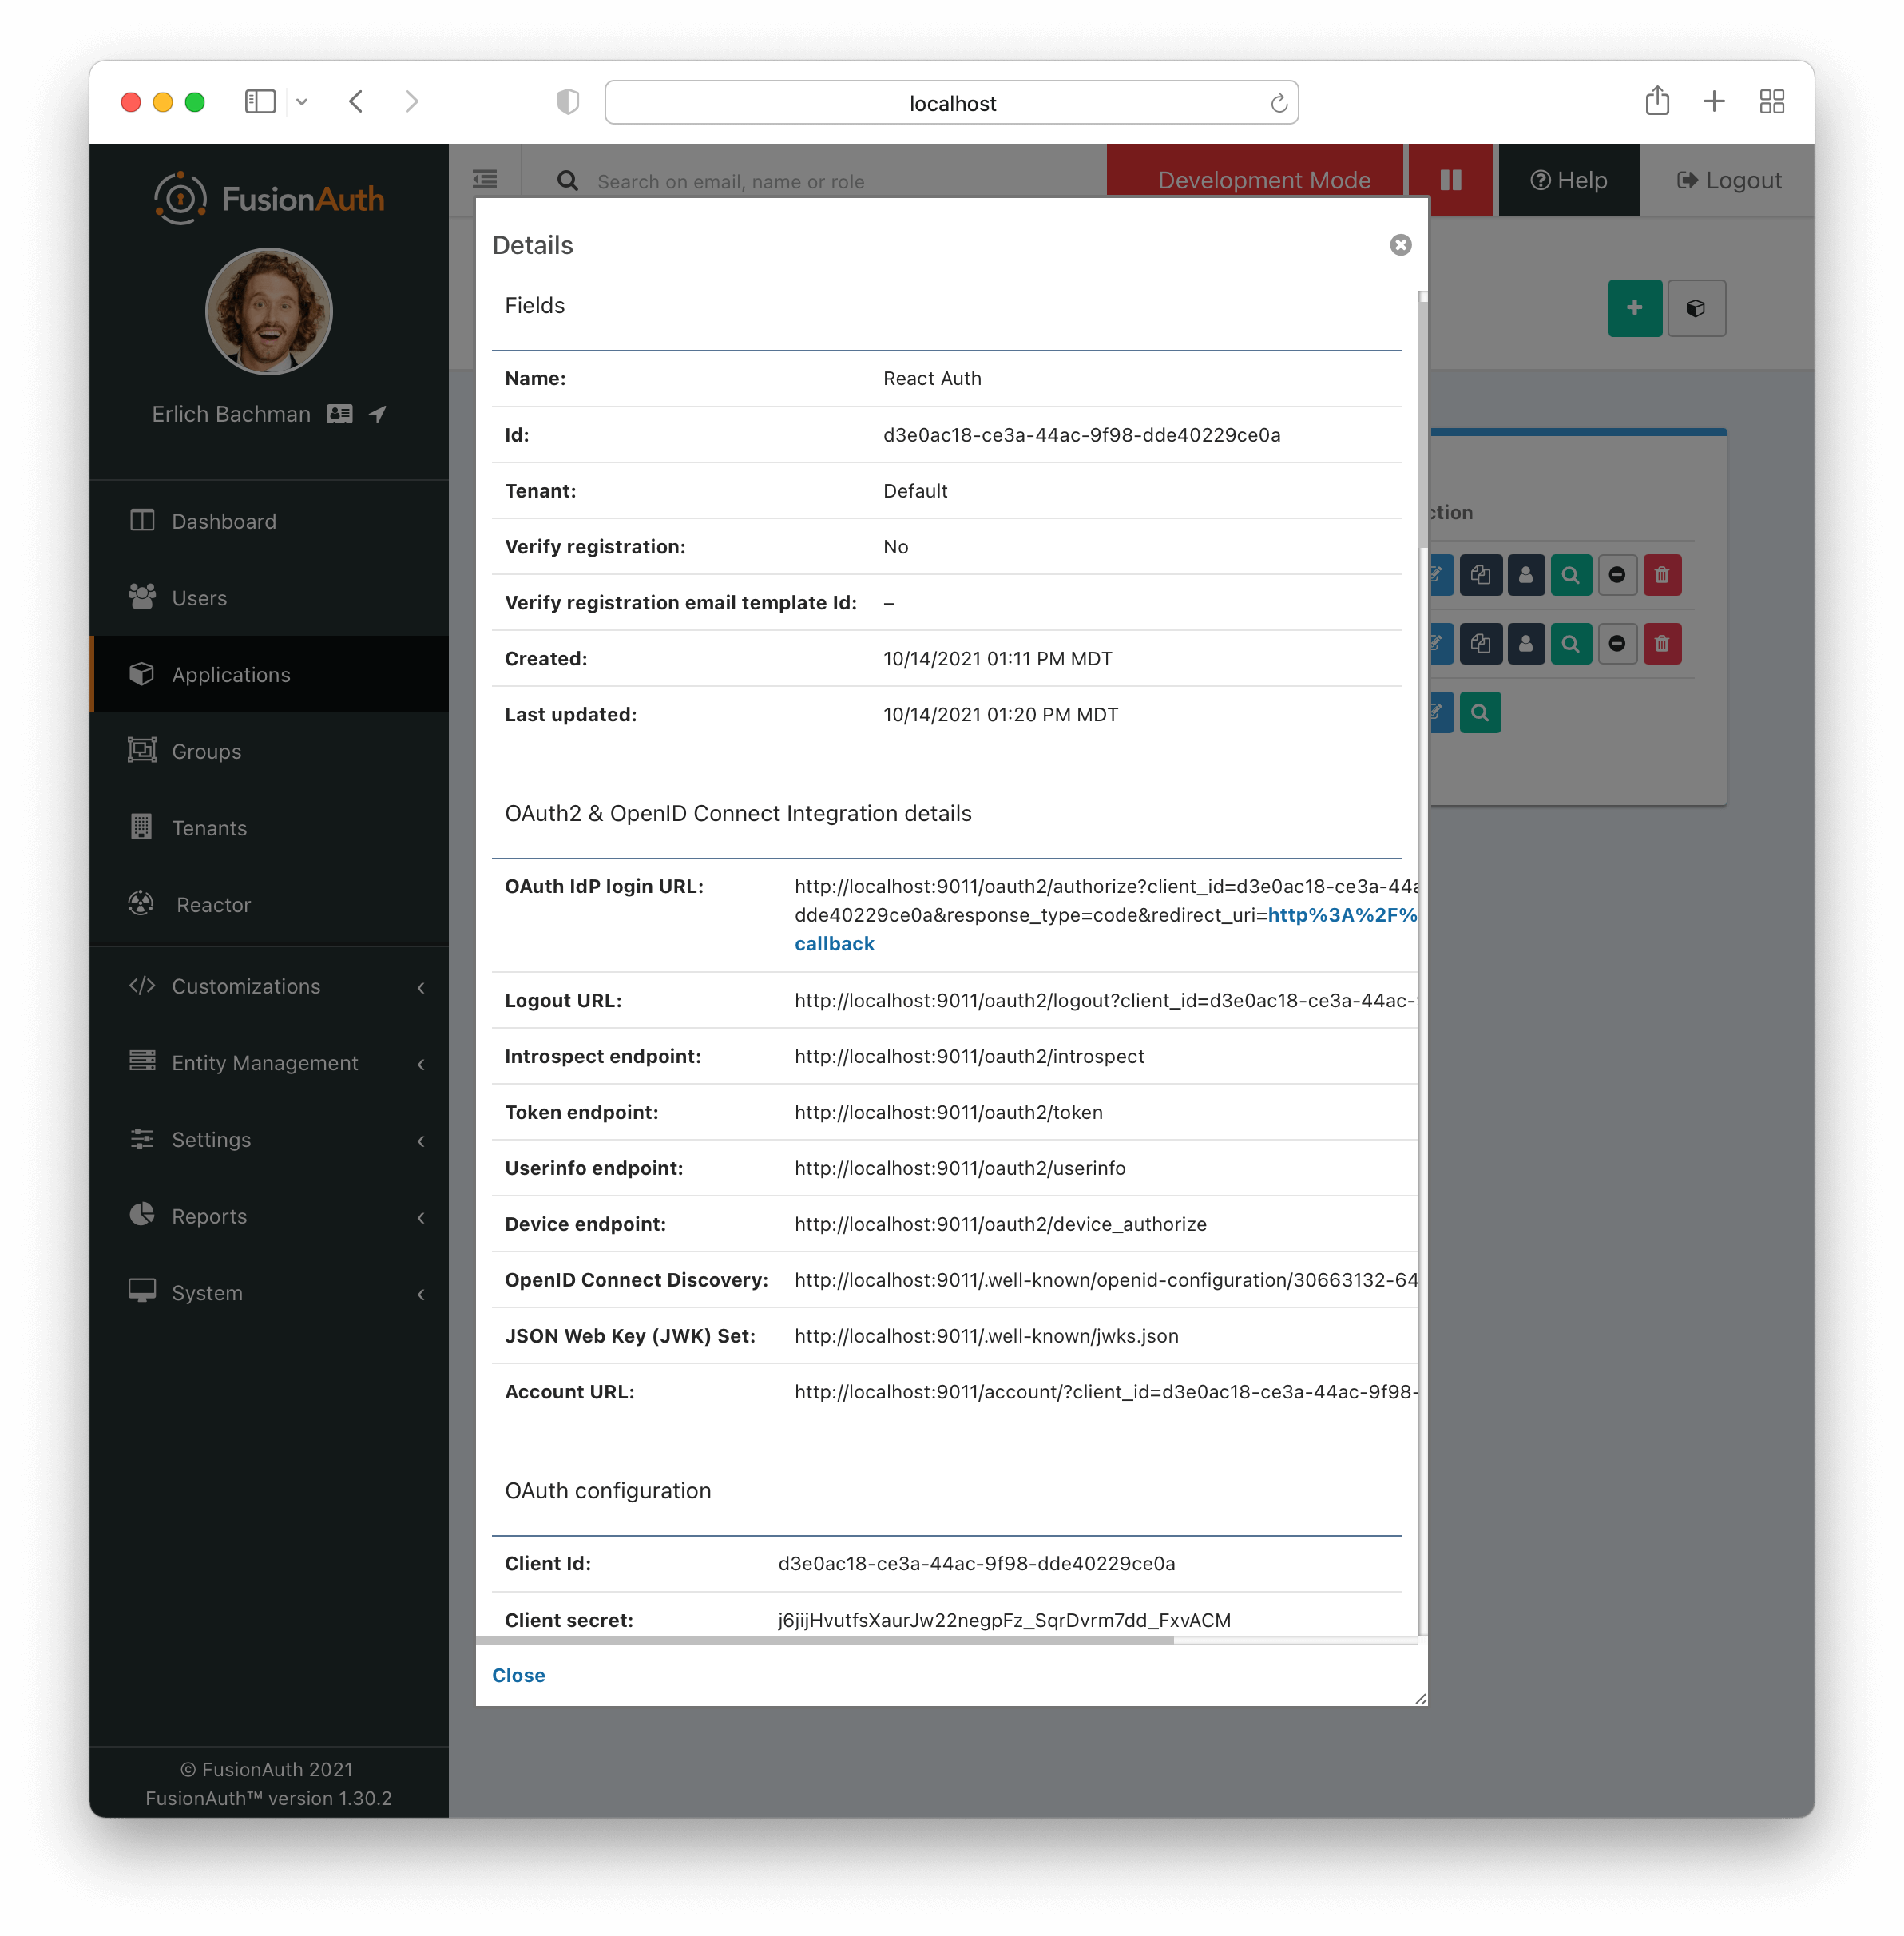 localhost
FusionAuth
Search on email, name or role
Development Mode
Help
Logout
Erlich Bachman
Dashboard
Users
Applications
Groups
Tenants
Reactor
Customizations
Entity Management
Settings
Reports
System
© FusionAuth 2021
FusionAuth™ version 1.30.2
Details
Fields
Name: React Auth
Id: d3e0ac18-ce3a-44ac-9f98-dde40229ce0a
Tenant: Default
Verify registration: No
Verify registration email template Id: –
Created: 10/14/2021 01:11 PM MDT
Last updated: 10/14/2021 01:20 PM MDT
OAuth2 & OpenID Connect Integration details
OAuth IdP login URL: http://localhost:9011/oauth2/authorize?client_id=d3e0ac18-ce3a-44a
dde40229ce0a&response_type=code&redirect_uri=http%3A%2F%
callback
Logout URL: http://localhost:9011/oauth2/logout?client_id=d3e0ac18-ce3a-44ac-9
Introspect endpoint: http://localhost:9011/oauth2/introspect
Token endpoint: http://localhost:9011/oauth2/token
Userinfo endpoint: http://localhost:9011/oauth2/userinfo
Device endpoint: http://localhost:9011/oauth2/device_authorize
OpenID Connect Discovery: http://localhost:9011/.well-known/openid-configuration/30663132-64
JSON Web Key (JWK) Set: http://localhost:9011/.well-known/jwks.json
Account URL: http://localhost:9011/account/?client_id=d3e0ac18-ce3a-44ac-9f98-
OAuth configuration
Client Id: d3e0ac18-ce3a-44ac-9f98-dde40229ce0a
Client secret: j6jijHvutfsXaurJw22negpFz_SqrDvrm7dd_FxvACM
Close
ction